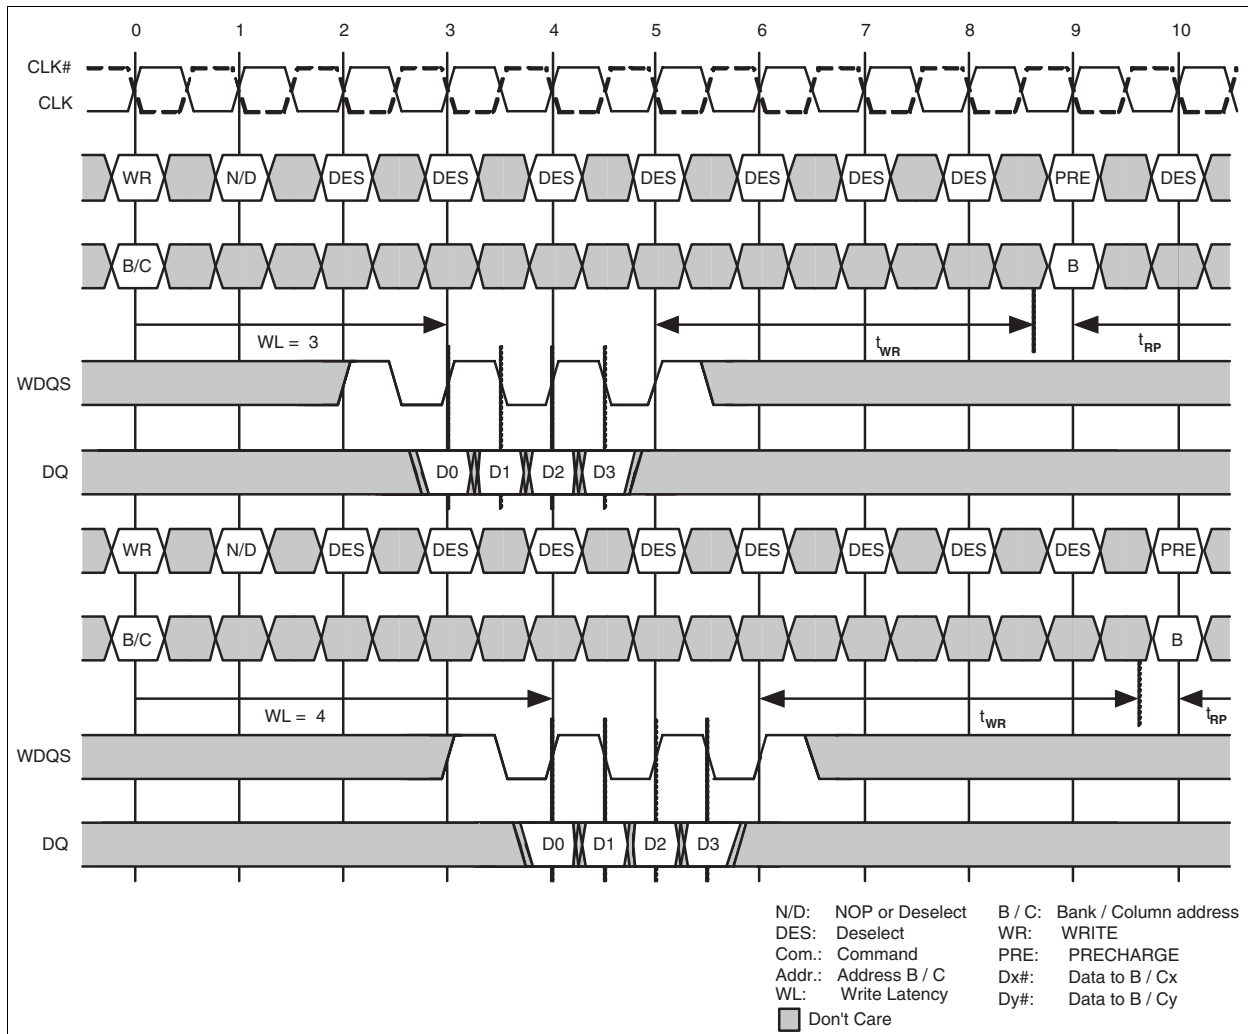 0 1 2 3 4 5 6 7 8 9 10
CLK#
CLK
WR N/D DES DES DES DES DES DES DES PRE DES
B/C B
WL = 3 tWR tRP
WDQS
DQ D0 D1 D2 D3
WR N/D DES DES DES DES DES DES DES DES PRE
B/C B
WL = 4 tWR tRP
WDQS
DQ D0 D1 D2 D3
N/D: NOP or Deselect B / C: Bank / Column address
DES: Deselect WR: WRITE
Com.: Command PRE: PRECHARGE
Addr.: Address B / C Dx#: Data to B / Cx
WL: Write Latency Dy#: Data to B / Cy
Don't Care